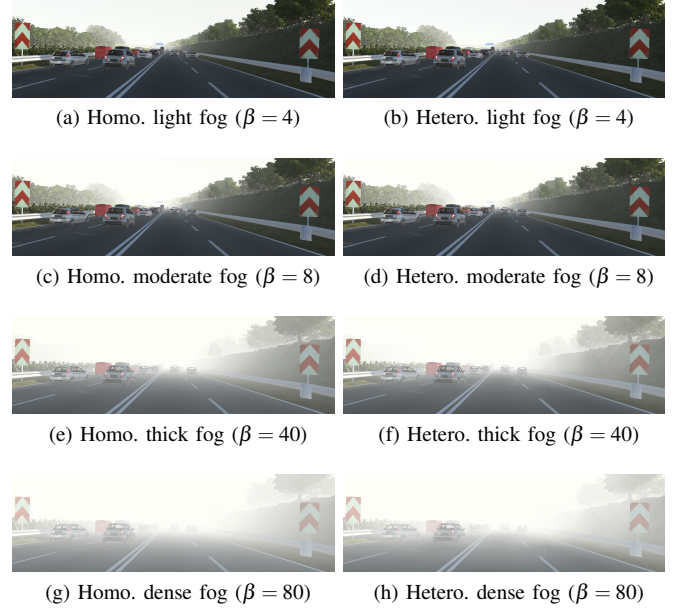 (a) Homo. light fog (β = 4)
(b) Hetero. light fog (β = 4)
(c) Homo. moderate fog (β = 8)
(d) Hetero. moderate fog (β = 8)
(e) Homo. thick fog (β = 40)
(f) Hetero. thick fog (β = 40)
(g) Homo. dense fog (β = 80)
(h) Hetero. dense fog (β = 80)